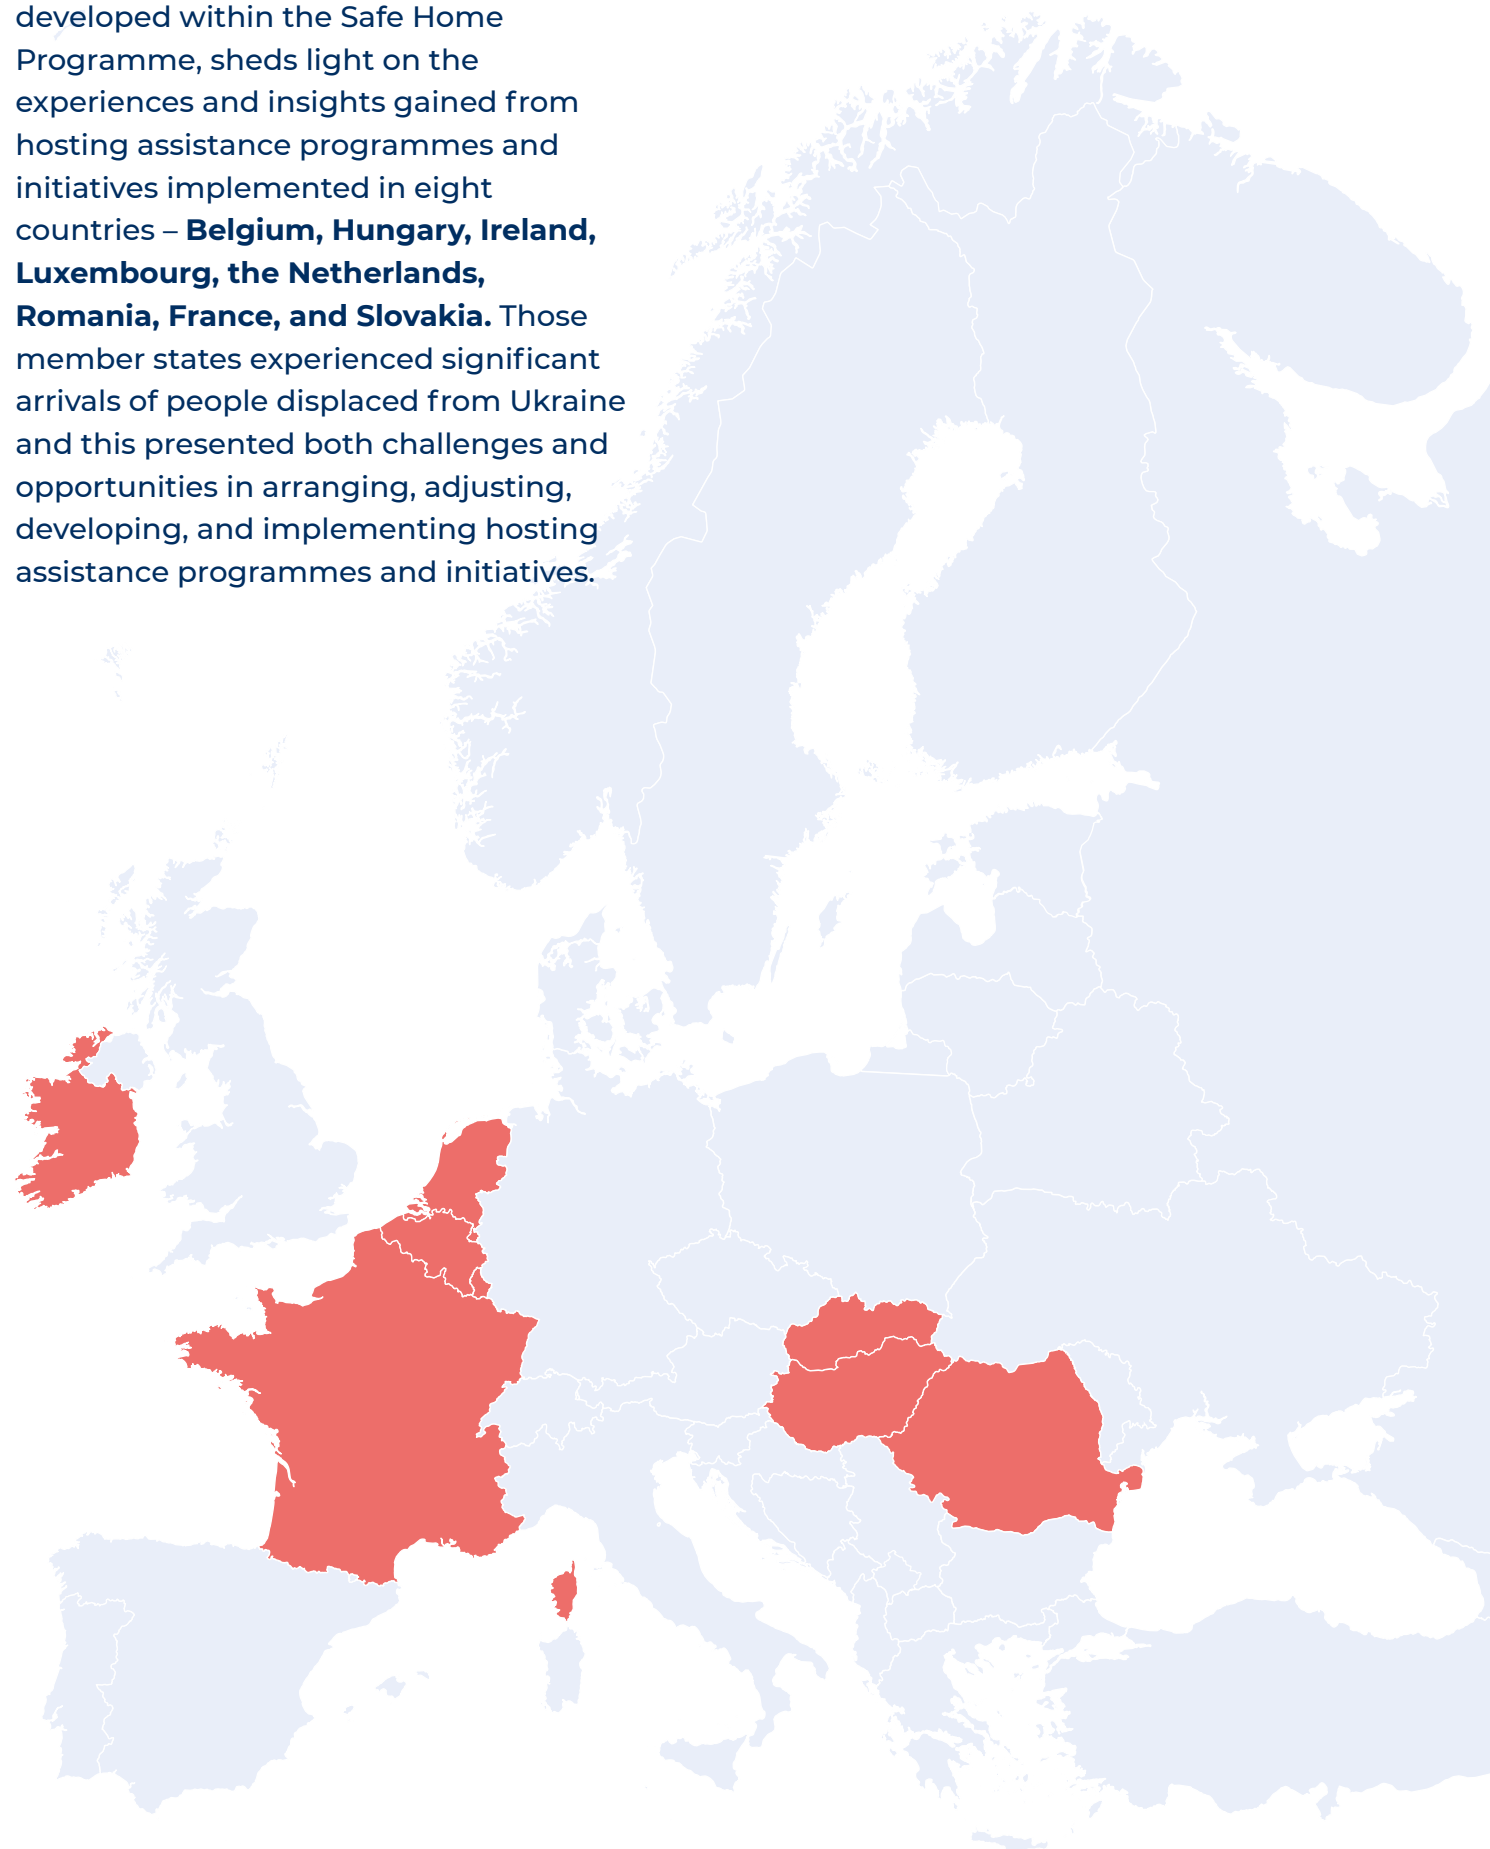 developed within the Safe Home
Programme, sheds light on the
experiences and insights gained from
hosting assistance programmes and
initiatives implemented in eight
countries – Belgium, Hungary, Ireland,
Luxembourg, the Netherlands,
Romania, France, and Slovakia. Those
member states experienced significant
arrivals of people displaced from Ukraine
and this presented both challenges and
opportunities in arranging, adjusting,
developing, and implementing hosting
assistance programmes and initiatives.